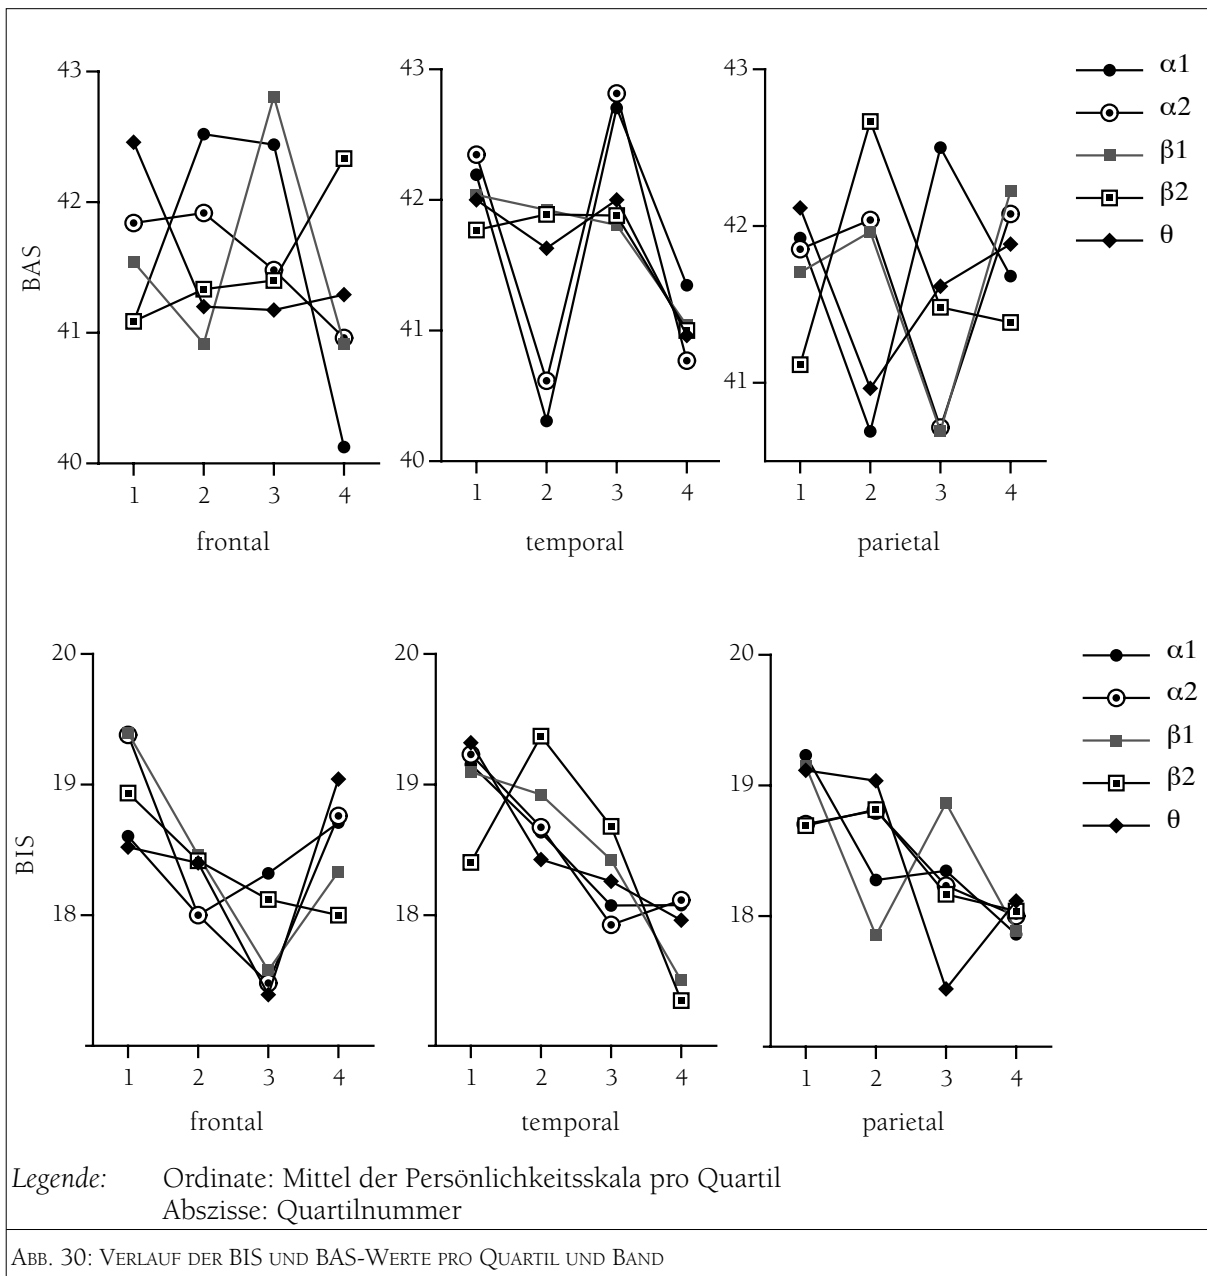 43
42
41
40
BAS
1 2 3 4
frontal
43
42
41
40
1 2 3 4
temporal
43
42
41
1 2 3 4
parietal
α1
α2
β1
β2
θ
20
19
18
BIS
1 2 3 4
frontal
20
19
18
1 2 3 4
temporal
20
19
18
1 2 3 4
parietal
α1
α2
β1
β2
θ
Legende: Ordinate: Mittel der Persönlichkeitsskala pro Quartil
Abszisse: Quartilnummer
ABB. 30: VERLAUF DER BIS UND BAS-WERTE PRO QUARTIL UND BAND